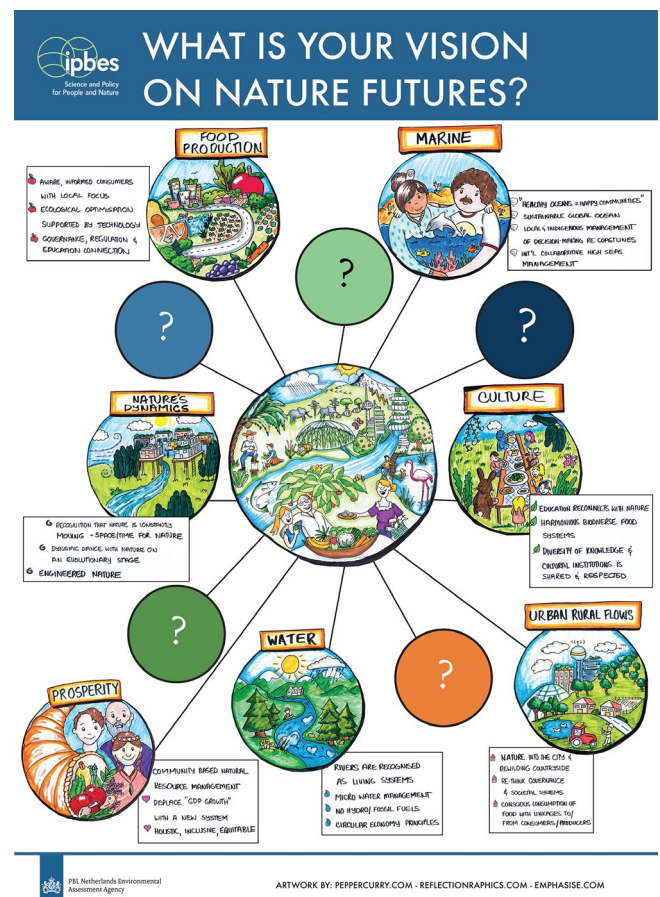 ipbes
Science and Policy
for People and Nature
WHAT IS YOUR VISION
ON NATURE FUTURES?
FOOD
PRODUCTION
AWARE, INFORMED CONSUMERS
WITH LOCAL FOCUS
ECOLOGICAL OPTIMISATION
SUPPORTED BY TECHNOLOGY
GOVERNANCE, REGULATION &
EDUCATION CONNECTION
MARINE
"HEALTHY OCEANS = HAPPY COMMUNITIES"
SUSTAINABLE GLOBAL OCEAN
LOCAL & INDIGENOUS MANAGEMENT
OF DECISION-MAKING RE COASTLINES
INT'L COLLABORATIVE HIGH SEAS
MANAGEMENT
?
?
?
NATURE'S
DYNAMICS
RECOGNITION THAT NATURE IS CONSTANTLY
MOVING - SPACE/TIME FOR NATURE
DYNAMIC DANCE WITH NATURE ON
AN EVOLUTIONARY STAGE
ENGINEERED NATURE
CULTURE
EDUCATION RECONNECTS WITH NATURE
HARMONIOUS BIODIVERSE FOOD
SYSTEMS
DIVERSITY OF KNOWLEDGE &
CULTURAL INSTITUTIONS IS
SHARED & RESPECTED
?
?
PROSPERITY
COMMUNITY BASED NATURAL
RESOURCE MANAGEMENT
DEPLACE "GDP GROWTH"
WITH A NEW SYSTEM
HOLISTIC, INCLUSIVE, EQUITABLE
WATER
RIVERS ARE RECOGNISED
AS LIVING SYSTEMS
MICRO WATER MANAGEMENT
NO HYDRO/FOSSIL FUELS
CIRCULAR ECONOMY PRINCIPLES
URBAN RURAL FLOWS
NATURE INTO THE CITY &
REWILDING COUNTRYSIDE
RE-THINK GOVERNANCE
& SOCIETAL SYSTEMS
CONSCIOUS CONSUMPTION OF
FOOD WITH LINKAGES TO/
FROM CONSUMERS/PRODUCERS
PBL Netherlands Environmental
Assessment Agency
ARTWORK BY: PEPPERCURRY.COM - REFLECTIONRAPHICS.COM - EMPHASISE.COM